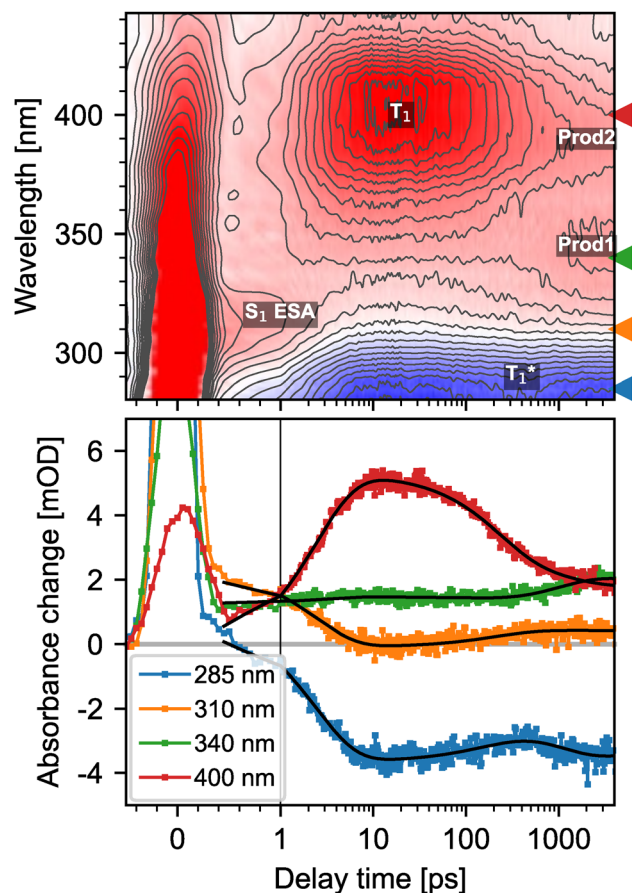 Wavelength [nm]
400
350
300
T₁
Prod2
Prod1
S₁ ESA
T₁*
Absorbance change [mOD]
6
4
2
0
-2
-4
285 nm
310 nm
340 nm
400 nm
0
1
10
100
1000
Delay time [ps]